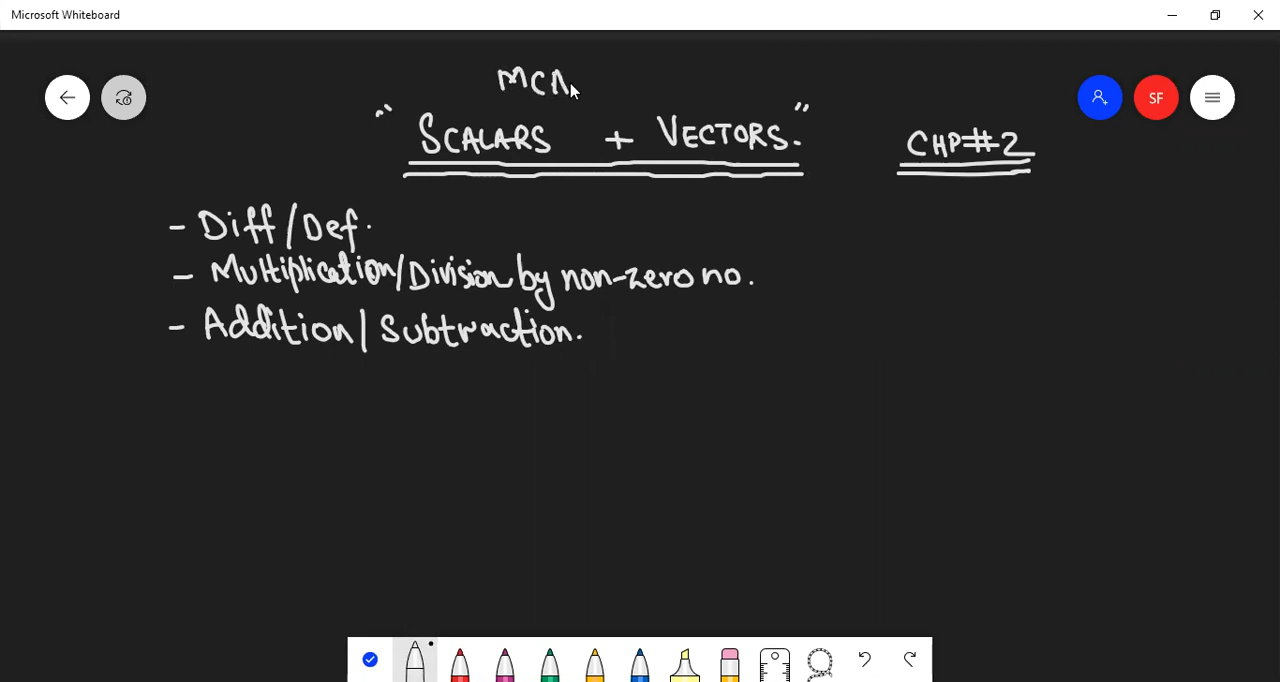 Microsoft Whiteboard
MCA
"SCALARS + VECTORS."
CHP#2
SF
- Diff/Def.
- Multiplication/Division by non-zero no.
- Addition/Subtraction.